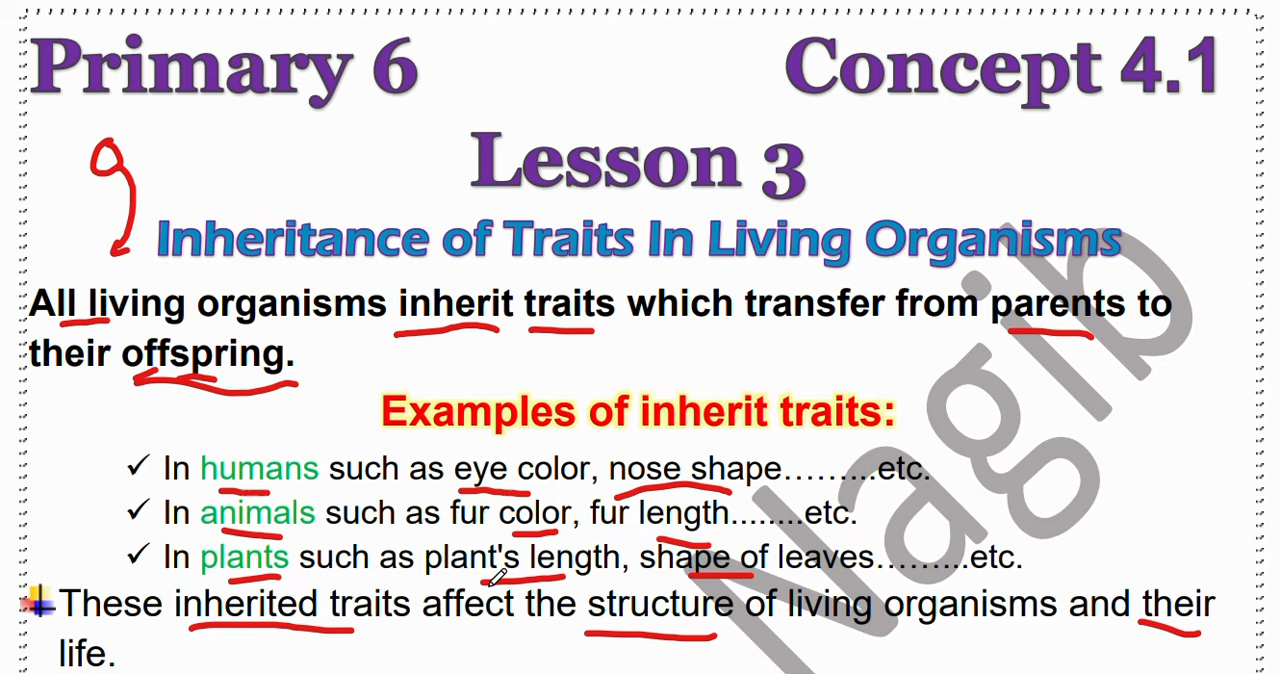 Primary 6 Concept 4.1
Lesson 3
Inheritance of Traits In Living Organisms
All living organisms inherit traits which transfer from parents to
their offspring.
Examples of inherit traits:
✓ In humans such as eye color, nose shape.........etc.
✓ In animals such as fur color, fur length........etc.
✓ In plants such as plant's length, shape of leaves.........etc.
These inherited traits affect the structure of living organisms and their
life.
Nagib